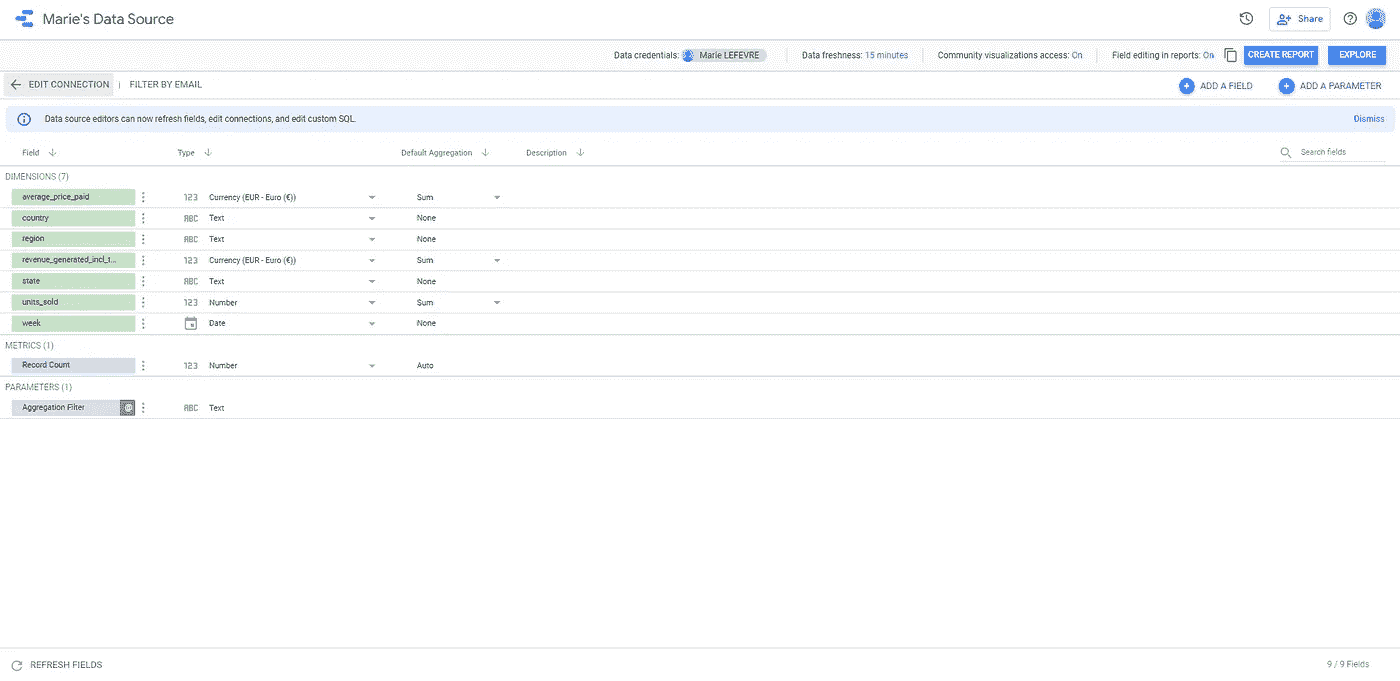 Marie's Data Source
Share
Data credentials: Marie LEFEVRE Data freshness: 15 minutes Community visualizations access: On Field editing in reports: On CREATE REPORT EXPLORE
EDIT CONNECTION | FILTER BY EMAIL ADD A FIELD ADD A PARAMETER
Data source editors can now refresh fields, edit connections, and edit custom SQL. Dismiss
Field Type Default Aggregation Description Search fields
DIMENSIONS (7)
average_price_paid 123 Currency (EUR - Euro (€)) Sum
country ABC Text None
region ABC Text None
revenue_generated_incl_t... 123 Currency (EUR - Euro (€)) Sum
state ABC Text None
units_sold 123 Number Sum
week Date None
METRICS (1)
Record Count 123 Number Auto
PARAMETERS (1)
Aggregation Filter ABC Text
REFRESH FIELDS 9 / 9 Fields